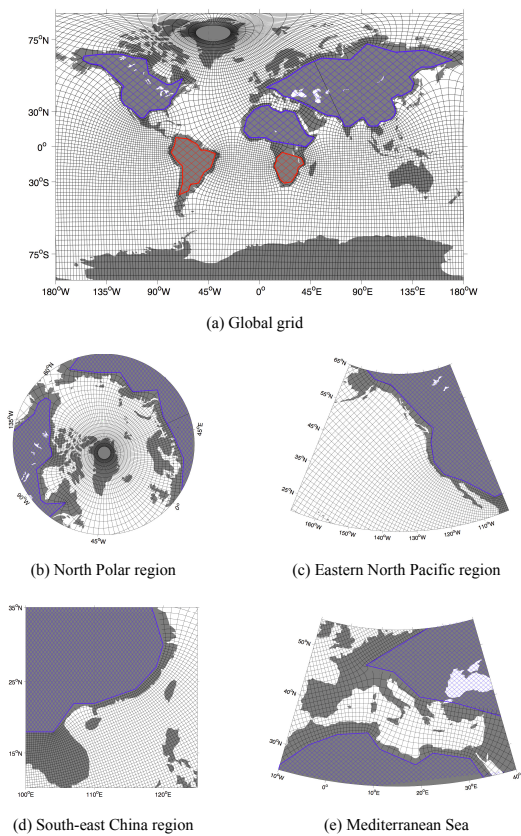 75°N
30°N
0°
30°S
75°S
180°W 135°W 90°W 45°W 0° 45°E 90°E 135°E 180°W
(a) Global grid
90°W
135°W
45°E
0°
45°W
65°N
55°N
45°N
35°N
25°N
160°W 150°W 140°W 130°W 120°W 110°W
(b) North Polar region
(c) Eastern North Pacific region
35°N
25°N
15°N
100°E 110°E 120°E
50°N
40°N
30°N
10°W 0° 10°E 20°E 30°E 40°
(d) South-east China region
(e) Mediterranean Sea